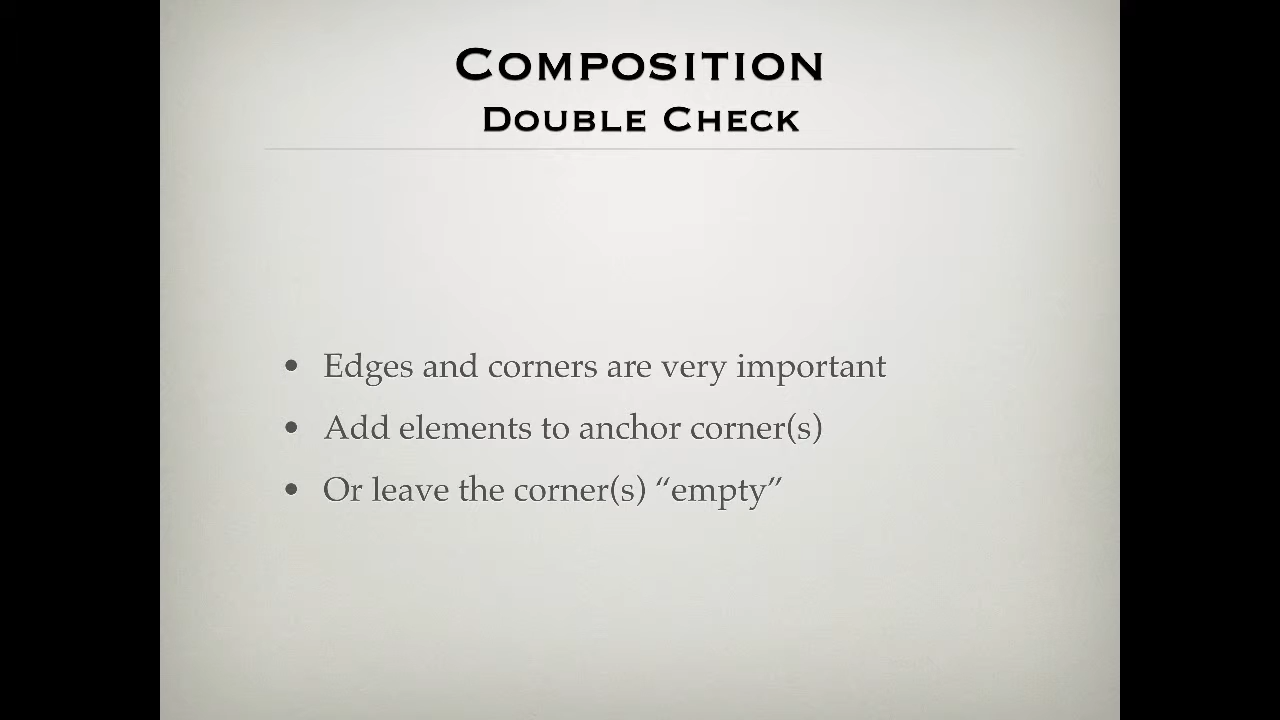 Composition
Double Check
• Edges and corners are very important
• Add elements to anchor corner(s)
• Or leave the corner(s) “empty”